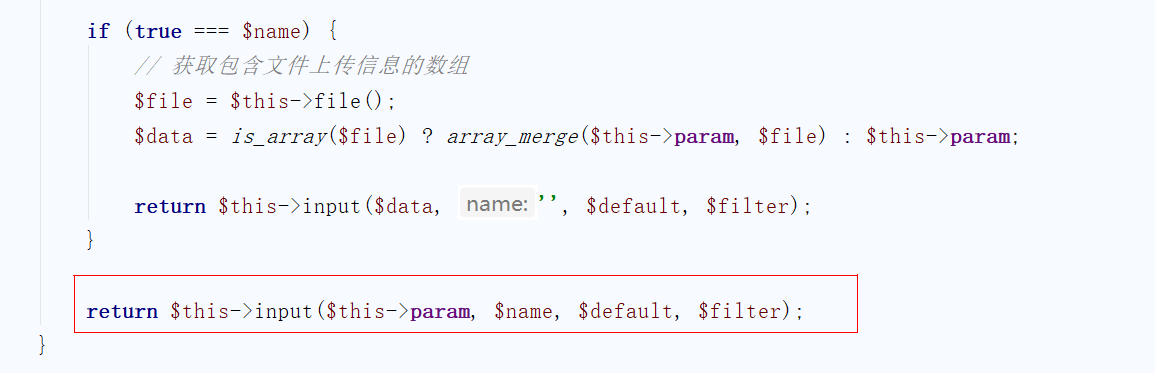 if (true === $name) {
// 获取包含文件上传信息的数组
$file = $this->file();
$data = is_array($file) ? array_merge($this->param, $file) : $this->param;
return $this->input($data, name: '', $default, $filter);
}
return $this->input($this->param, $name, $default, $filter);
}